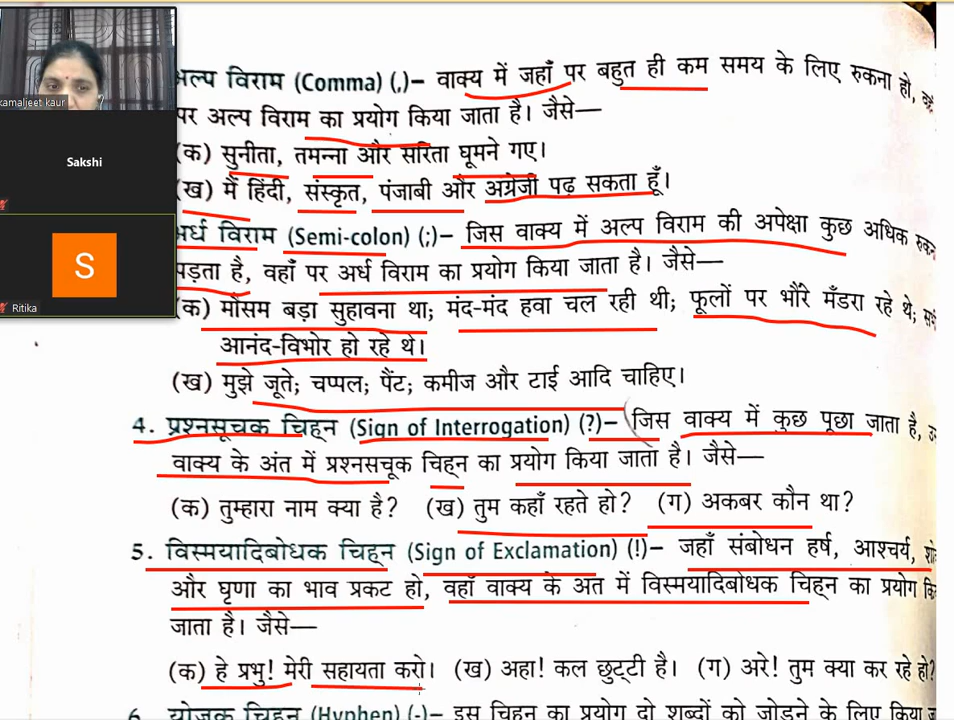 kamaljeet kaur
Sakshi
S
Ritika
अल्प विराम (Comma) (,)– वाक्य में जहाँ पर बहुत ही कम समय के लिए रुकना हो,
पर अल्प विराम का प्रयोग किया जाता है। जैसे—
(क) सुनीता, तमन्ना और सरिता घूमने गए।
(ख) मैं हिंदी, संस्कृत, पंजाबी और अंग्रेजी पढ़ सकता हूँ।
अर्ध विराम (Semi-colon) (;)– जिस वाक्य में अल्प विराम की अपेक्षा कुछ अधिक
पड़ता है, वहाँ पर अर्ध विराम का प्रयोग किया जाता है। जैसे—
(क) मौसम बड़ा सुहावना था; मंद-मंद हवा चल रही थी; फूलों पर भौंरे मँडरा रहे थे;
आनंद-विभोर हो रहे थे।
(ख) मुझे जूते; चप्पल; पैंट; कमीज और टाई आदि चाहिए।
4. प्रश्नसूचक चिह्न (Sign of Interrogation) (?)– जिस वाक्य में कुछ पूछा जाता है,
वाक्य के अंत में प्रश्नसचूक चिह्न का प्रयोग किया जाता है। जैसे—
(क) तुम्हारा नाम क्या है? (ख) तुम कहाँ रहते हो? (ग) अकबर कौन था?
5. विस्मयादिबोधक चिह्न (Sign of Exclamation) (!)– जहाँ संबोधन हर्ष, आश्चर्य,
और घृणा का भाव प्रकट हो, वहाँ वाक्य के अंत में विस्मयादिबोधक चिह्न का प्रयोग
जाता है। जैसे—
(क) हे प्रभु! मेरी सहायता करो। (ख) अहा! कल छुट्टी है। (ग) अरे! तुम क्या कर रहे हो?
6. योजक चिह्न (Hyphen) (-)– इस चिह्न का प्रयोग दो शब्दों को जोड़ने के लिए किया